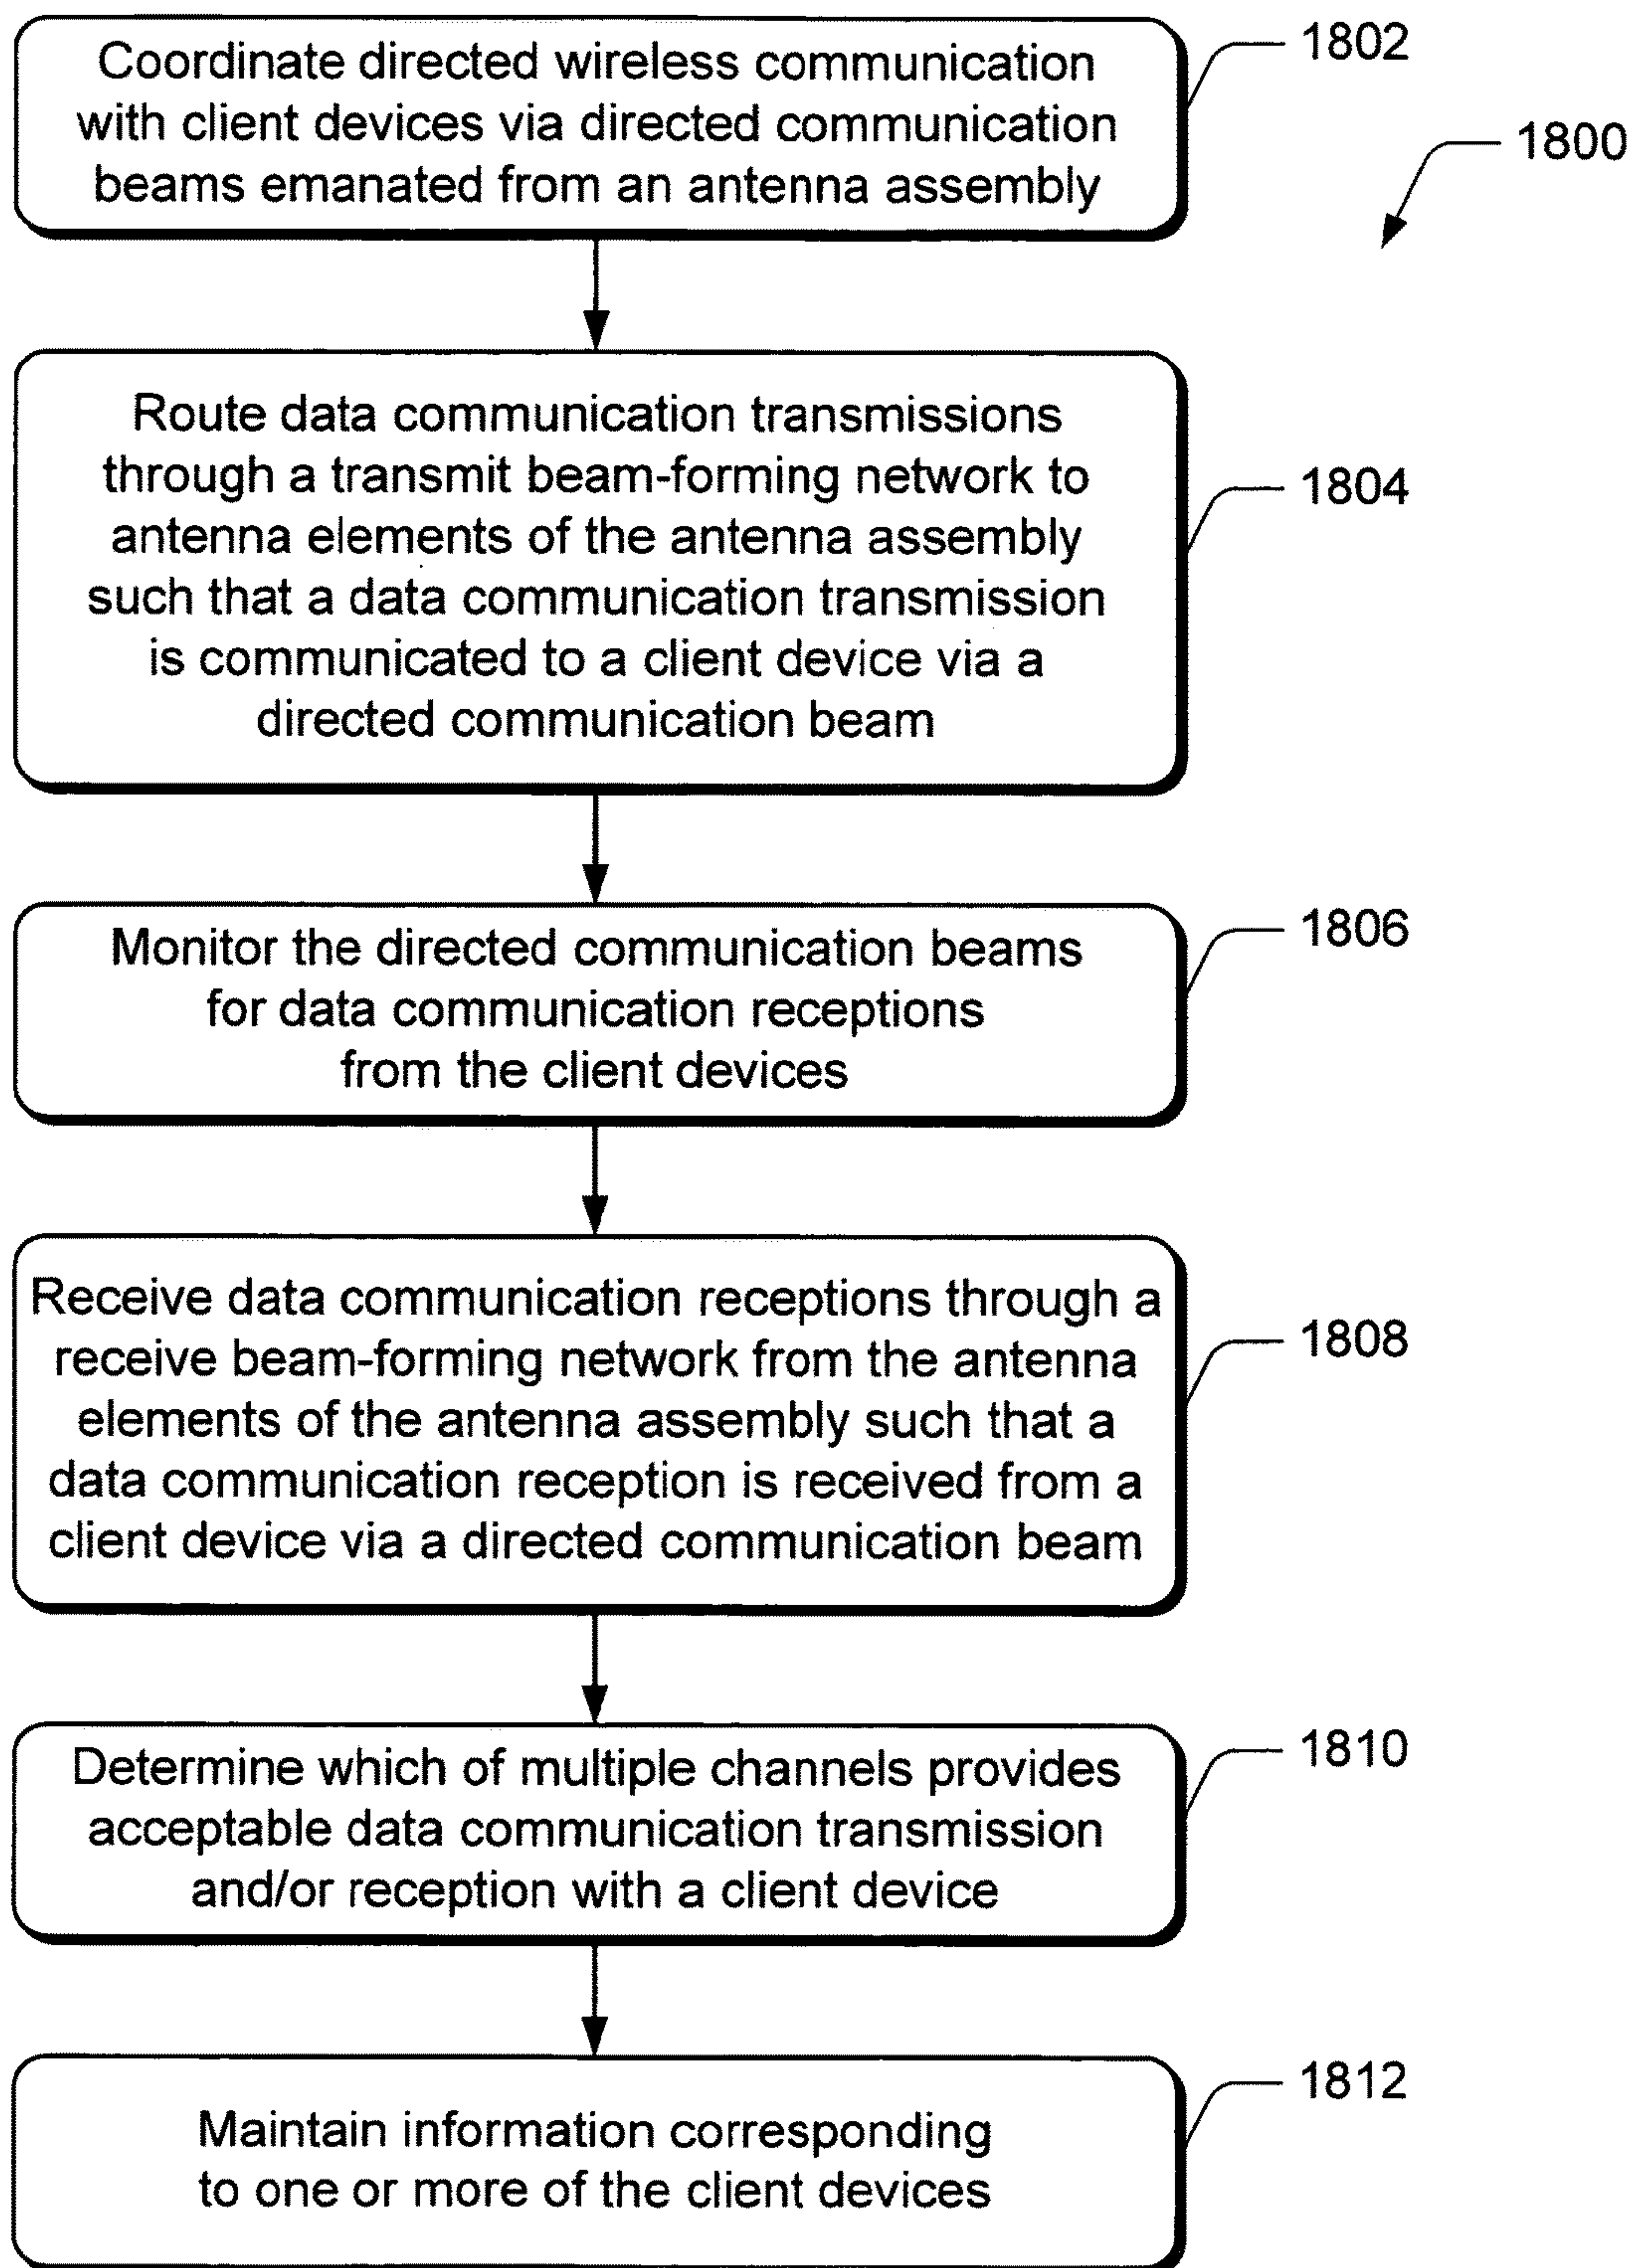 Coordinate directed wireless communication
with client devices via directed communication
beams emanated from an antenna assembly
1802
1800
Route data communication transmissions
through a transmit beam-forming network to
antenna elements of the antenna assembly
such that a data communication transmission
is communicated to a client device via a
directed communication beam
1804
Monitor the directed communication beams
for data communication receptions
from the client devices
1806
Receive data communication receptions through a
receive beam-forming network from the antenna
elements of the antenna assembly such that a
data communication reception is received from a
client device via a directed communication beam
1808
Determine which of multiple channels provides
acceptable data communication transmission
and/or reception with a client device
1810
Maintain information corresponding
to one or more of the client devices
1812